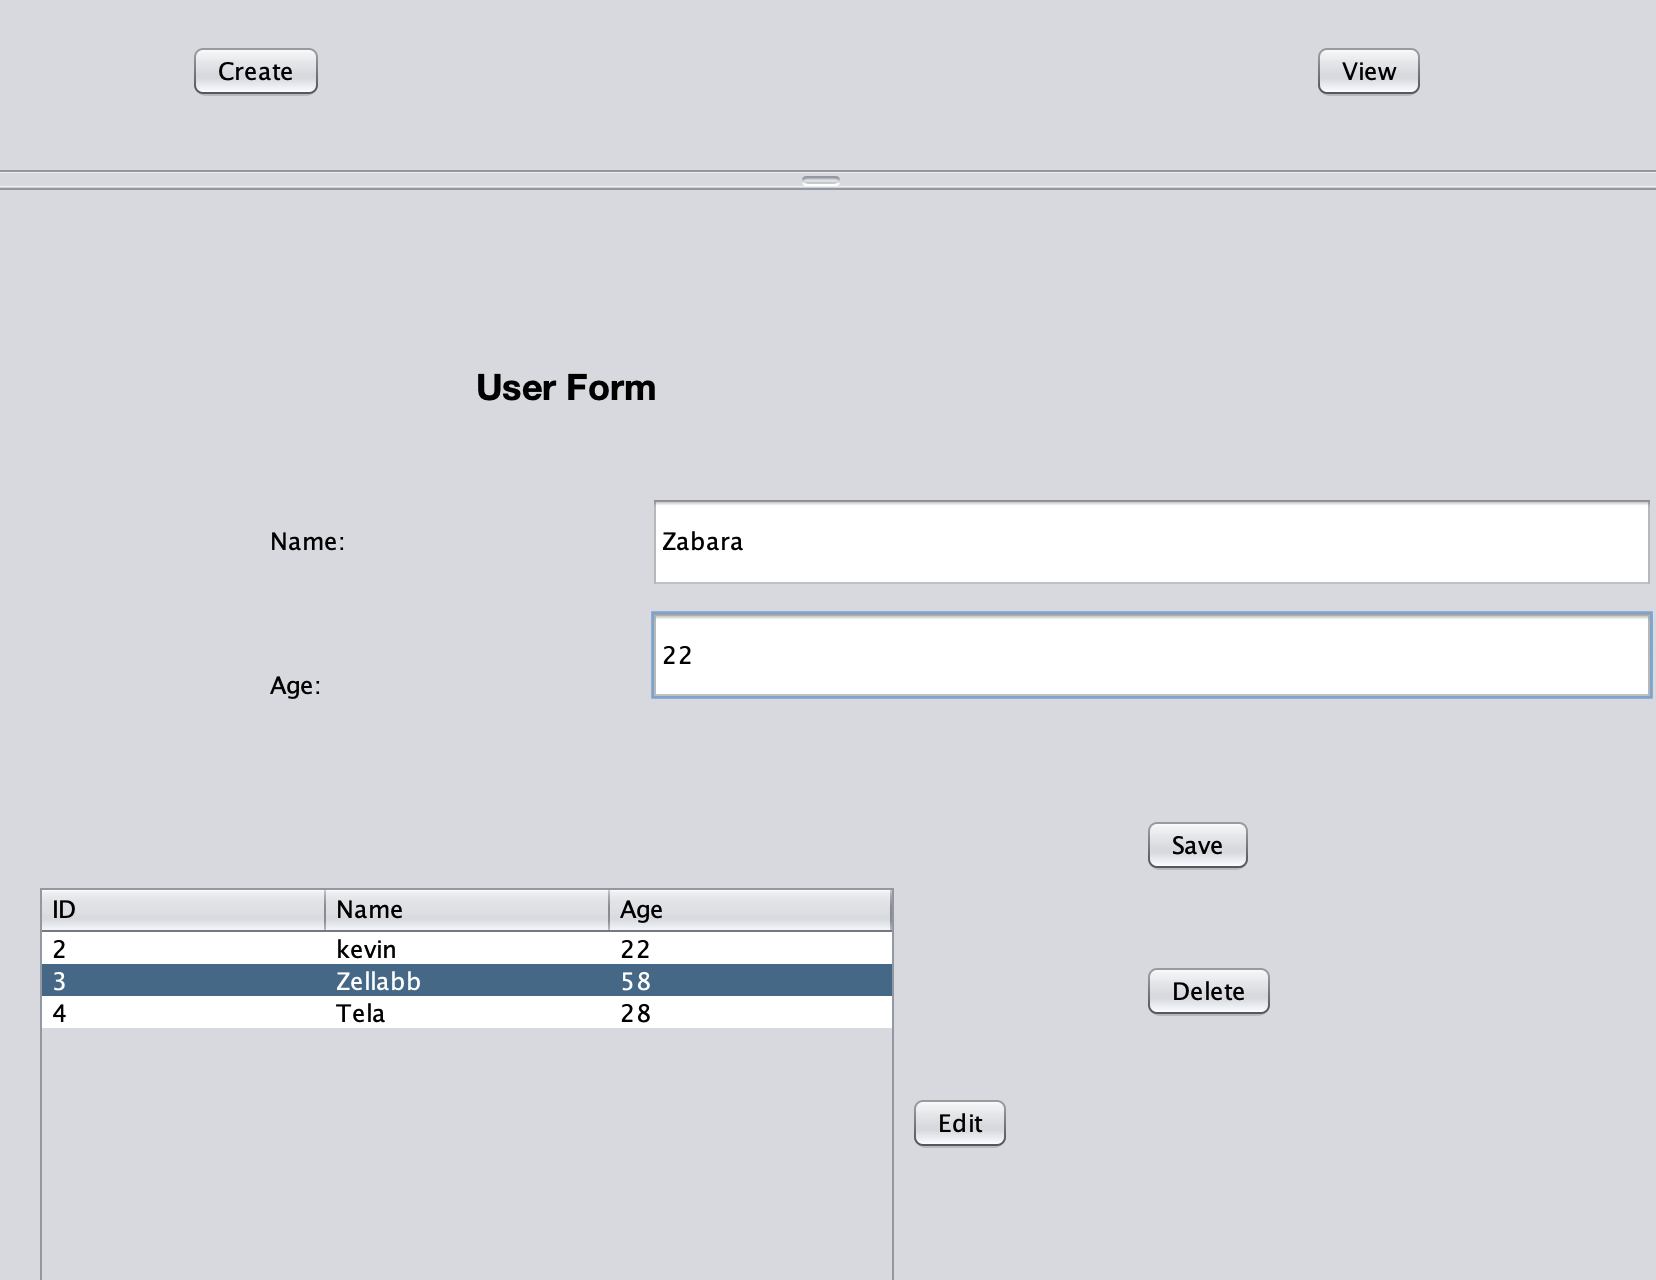 Create View
User Form
Name: Zabara
Age: 22
Save
ID Name Age
2 kevin 22
3 Zellabb 58
4 Tela 28
Delete
Edit